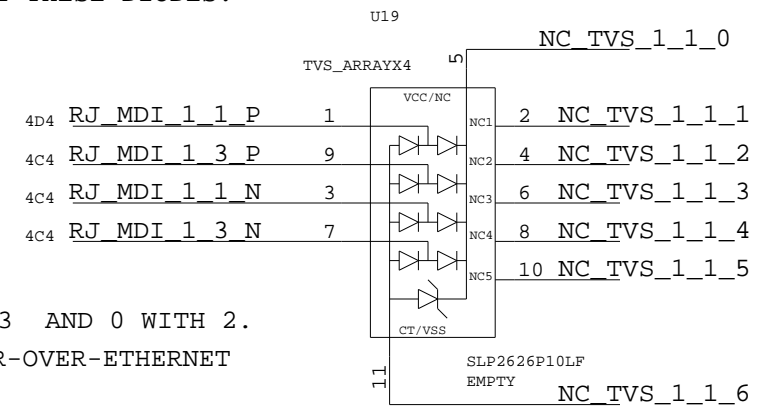 THESE DIODES.
U19
NC_TVS_1_1_0
5
TVS_ARRAYX4
VCC/NC
4D4 RJ_MDI_1_1_P 1
NC1 2 NC_TVS_1_1_1
4C4 RJ_MDI_1_3_P 9
NC2 4 NC_TVS_1_1_2
4C4 RJ_MDI_1_1_N 3
NC3 6 NC_TVS_1_1_3
4C4 RJ_MDI_1_3_N 7
NC4 8 NC_TVS_1_1_4
NC5 10 NC_TVS_1_1_5
3 AND 0 WITH 2.
CT/VSS
R-OVER-ETHERNET
SLP2626P10LF
11
EMPTY
NC_TVS_1_1_6